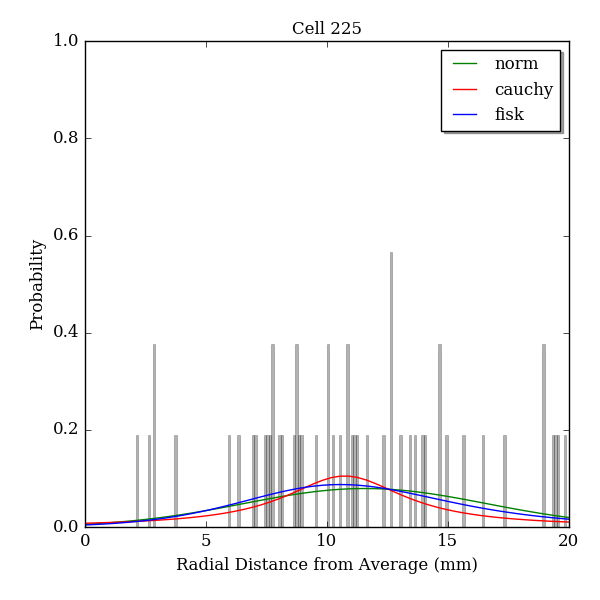 Cell 225
norm
cauchy
fisk
Probability
1.0
0.8
0.6
0.4
0.2
0.0
0 5 10 15 20
Radial Distance from Average (mm)